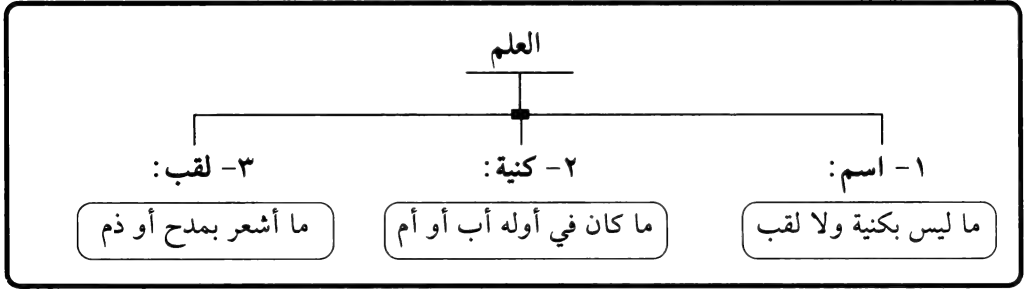 العلم
١- اسم:
ما ليس بكنية ولا لقب
٢- كنية:
ما كان في أوله أب أو أم
٣- لقب:
ما أشعر بمدح أو ذم